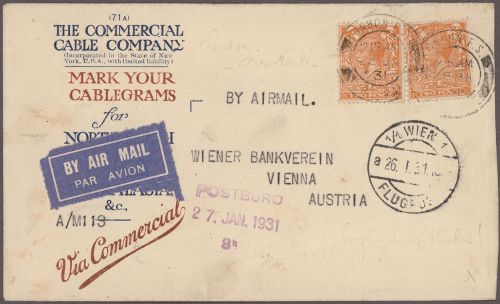 (71A)
THE COMMERCIAL
CABLE COMPANY
(Incorporated in the State of New
York, U.S.A., with limited liability)
MARK YOUR
CABLEGRAMS
for
BY AIRMAIL.
BY AIR MAIL
PAR AVION
&c.
A/M113
Via Commercial
WIENER BANKVEREIN
VIENNA
AUSTRIA
POSTBURO
27. JAN. 1931
1/1 WIEN 1
a 26. I. 31